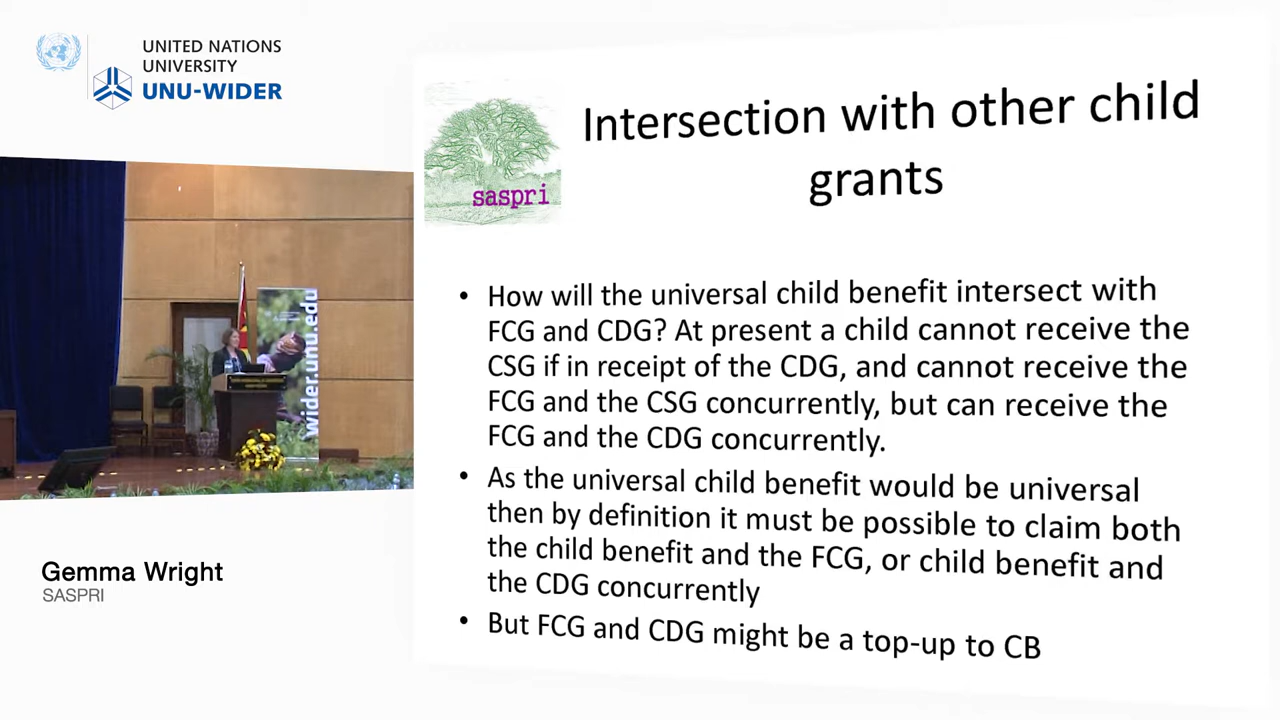 UNITED NATIONS
UNIVERSITY
UNU-WIDER
wider.unu.edu
Gemma Wright
SASPRI
saspri
Intersection with other child
grants
• How will the universal child benefit intersect with
FCG and CDG? At present a child cannot receive the
CSG if in receipt of the CDG, and cannot receive the
FCG and the CSG concurrently, but can receive the
FCG and the CDG concurrently.
• As the universal child benefit would be universal
then by definition it must be possible to claim both
the child benefit and the FCG, or child benefit and
the CDG concurrently
• But FCG and CDG might be a top-up to CB